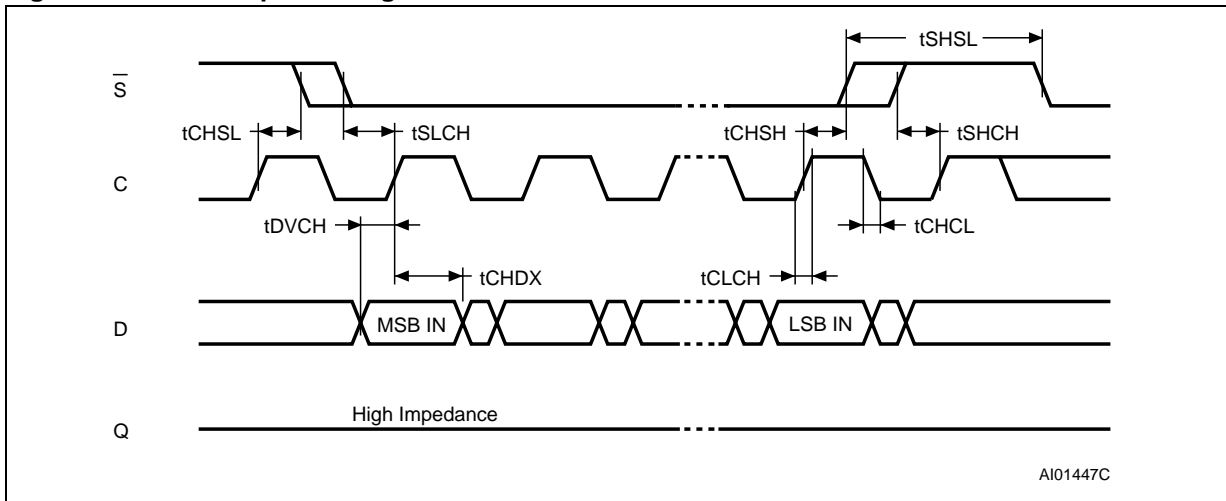 tSHSL
S̅
tCHSL
tSLCH
tCHSH
tSHCH
C
tDVCH
tCHCL
tCHDX
tCLCH
D
MSB IN
LSB IN
High Impedance
Q
AI01447C